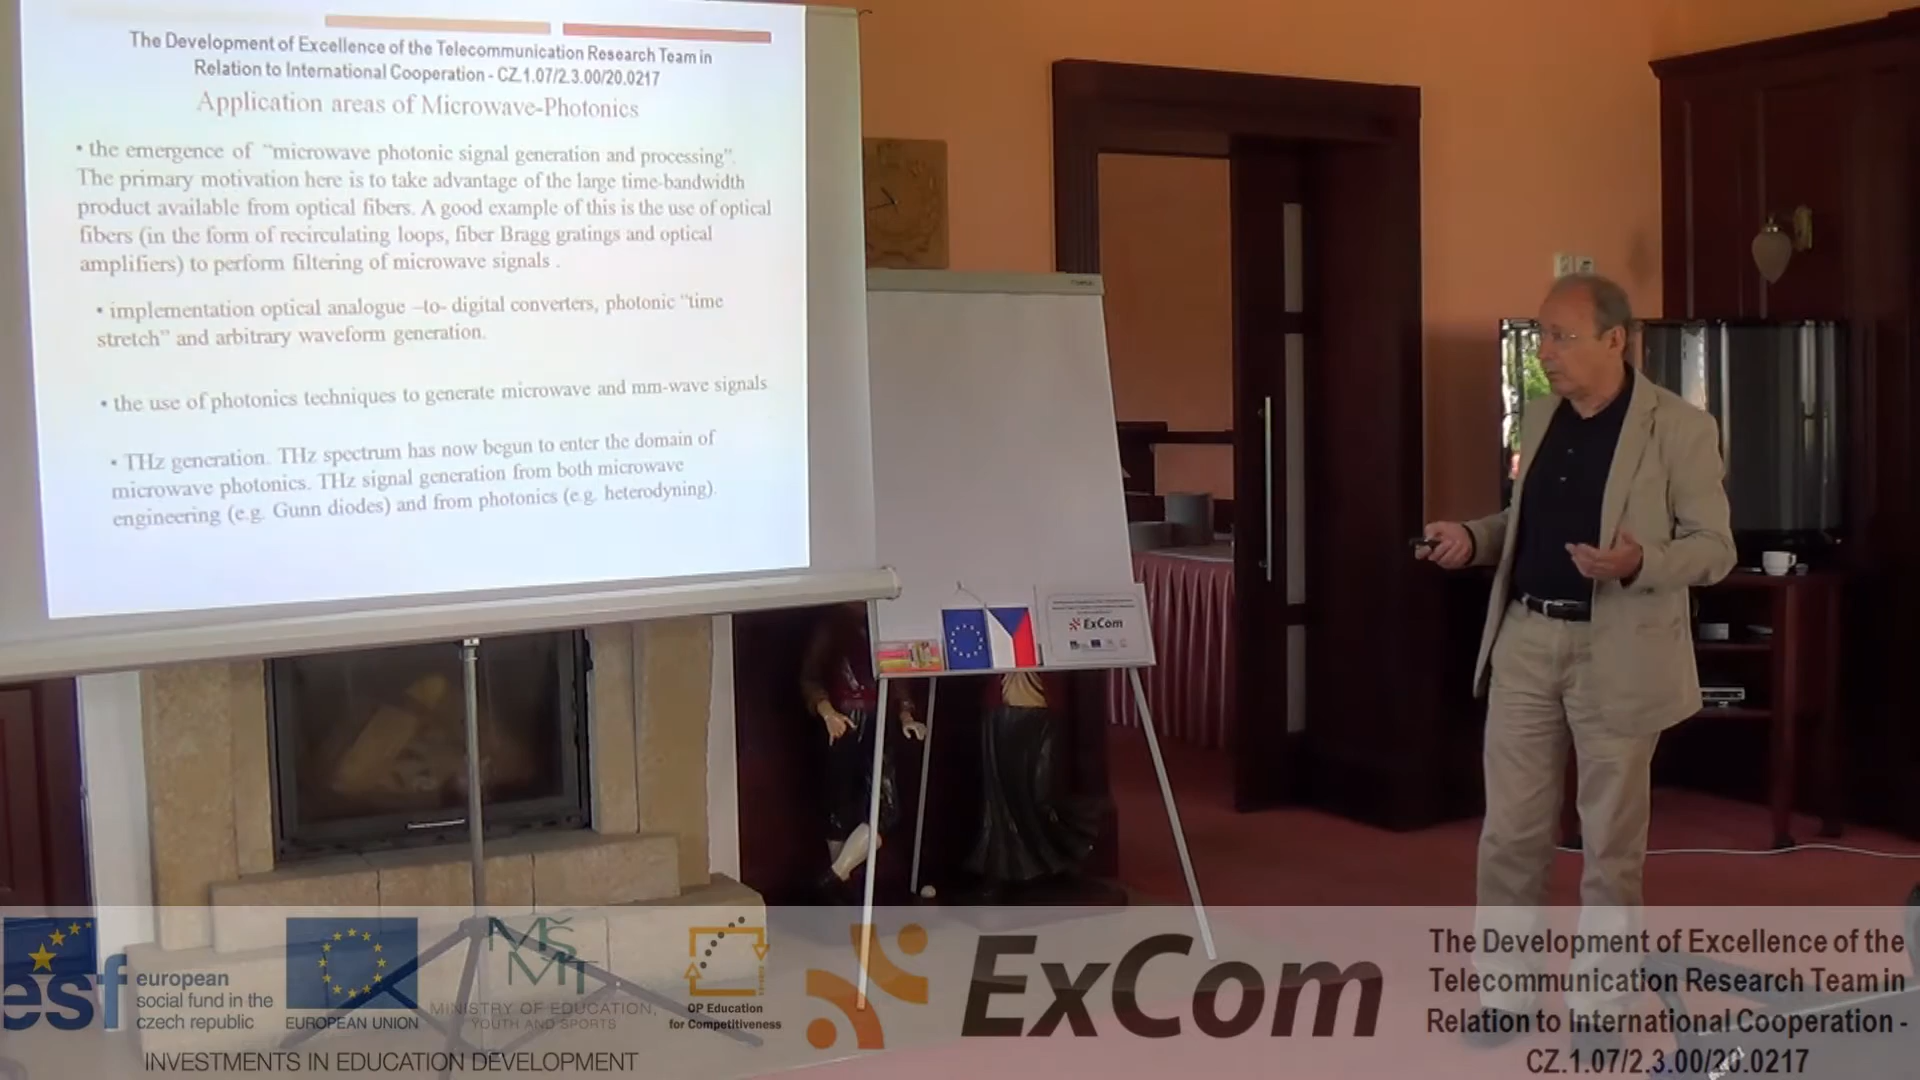 The Development of Excellence of the Telecommunication Research Team in
Relation to International Cooperation - CZ.1.07/2.3.00/20.0217
Application areas of Microwave-Photonics
• the emergence of “microwave photonic signal generation and processing”.
The primary motivation here is to take advantage of the large time-bandwidth
product available from optical fibers. A good example of this is the use of optical
fibers (in the form of recirculating loops, fiber Bragg gratings and optical
amplifiers) to perform filtering of microwave signals .
• implementation optical analogue –to- digital converters, photonic “time
stretch” and arbitrary waveform generation.
• the use of photonics techniques to generate microwave and mm-wave signals
• THz generation. THz spectrum has now begun to enter the domain of
microwave photonics. THz signal generation from both microwave
engineering (e.g. Gunn diodes) and from photonics (e.g. heterodyning).
ExCom
esf
european
social fund in the
czech republic
EUROPEAN UNION
MŠ
MT
MINISTRY OF EDUCATION,
YOUTH AND SPORTS
OP Education
for Competitiveness
INVESTMENTS IN EDUCATION DEVELOPMENT
ExCom
The Development of Excellence of the
Telecommunication Research Team in
Relation to International Cooperation -
CZ.1.07/2.3.00/20.0217